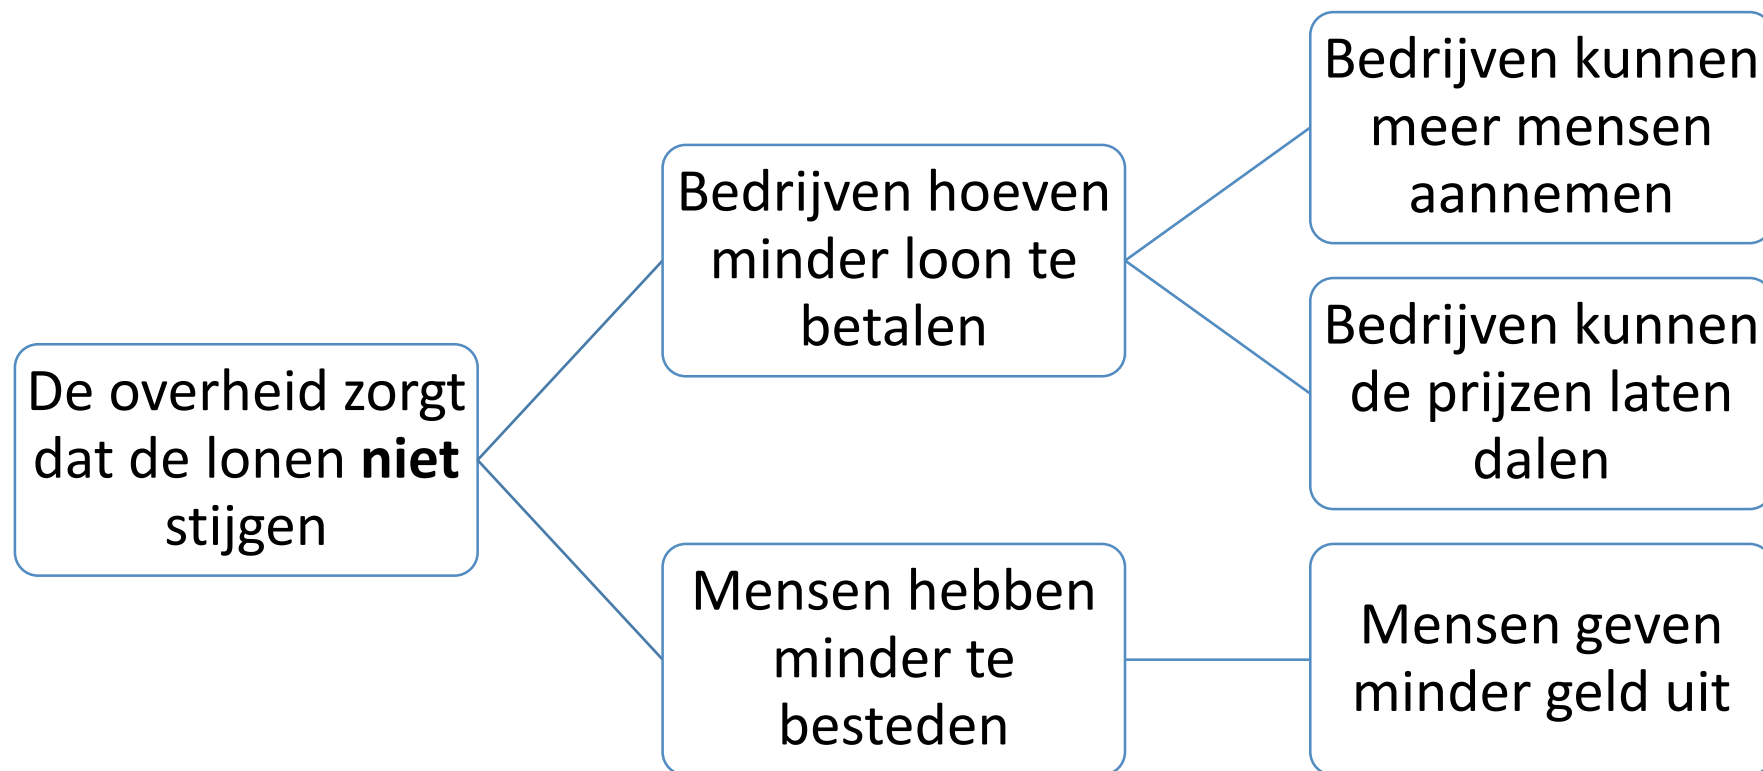 De overheid zorgt
dat de lonen niet
stijgen
Bedrijven hoeven
minder loon te
betalen
Bedrijven kunnen
meer mensen
aannemen
Bedrijven kunnen
de prijzen laten
dalen
Mensen hebben
minder te
besteden
Mensen geven
minder geld uit